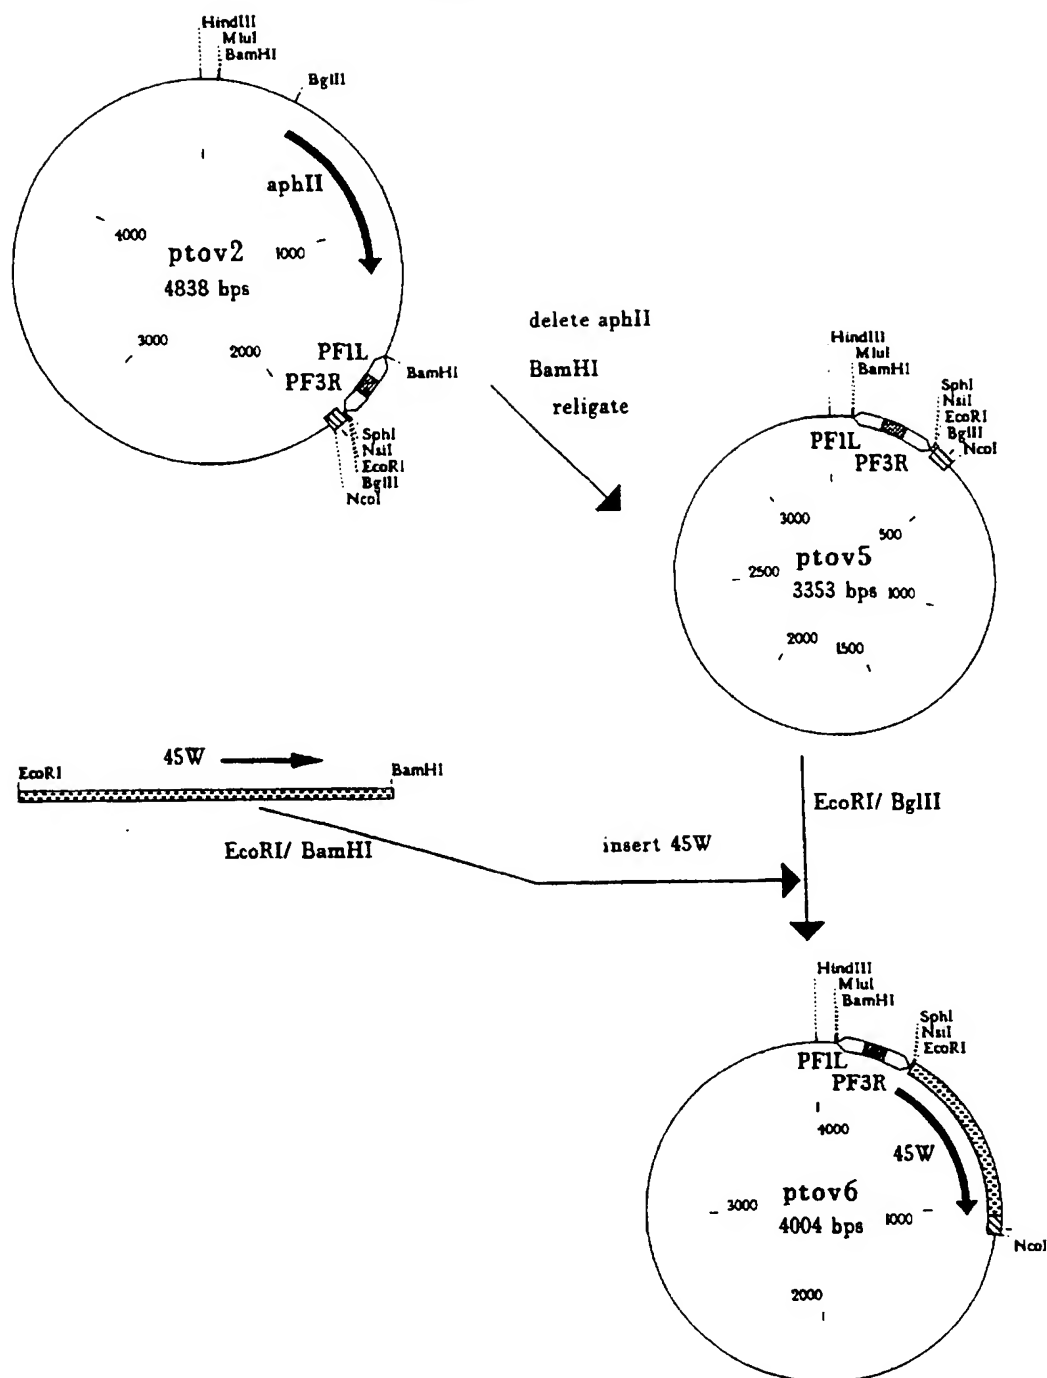 HindIII
MluI
BamHI
BglII
aphII
4000
1000
ptov2
4838 bps
3000
2000
PF1L
PF3R
BamHI
SphI
NsiI
EcoRI
BglII
NcoI
delete aphII
BamHI
religate
HindIII
MluI
BamHI
SphI
NsiI
EcoRI
BglII
NcoI
PF1L
PF3R
3000
500
ptov5
2500
3353 bps
1000
2000
1500
45W
EcoRI
BamHI
EcoRI/ BamHI
insert 45W
EcoRI/ BglII
HindIII
MluI
BamHI
SphI
NsiI
EcoRI
PF1L
PF3R
4000
45W
ptov6
3000
4004 bps
1000
NcoI
2000